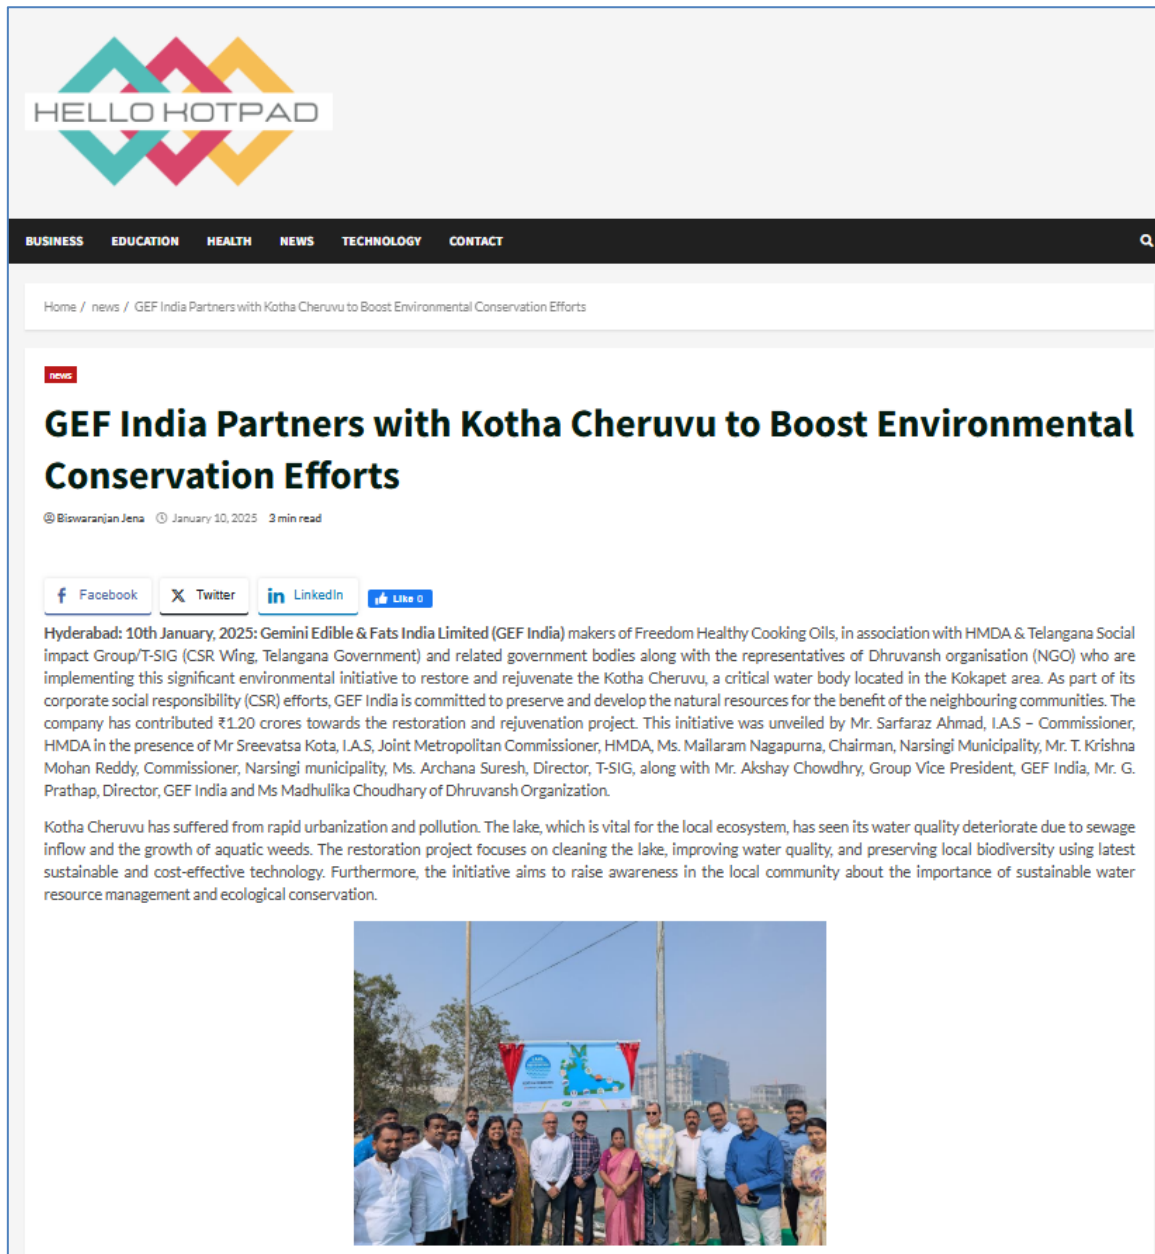 HELLO KOTPAD
BUSINESS EDUCATION HEALTH NEWS TECHNOLOGY CONTACT
Home / news / GEF India Partners with Kotha Cheruvu to Boost Environmental Conservation Efforts
news
GEF India Partners with Kotha Cheruvu to Boost Environmental
Conservation Efforts
Biswaranjan Jena January 10, 2025 3 min read
Facebook Twitter LinkedIn Like 0
Hyderabad: 10th January, 2025: Gemini Edible & Fats India Limited (GEF India) makers of Freedom Healthy Cooking Oils, in association with HMDA & Telangana Social
impact Group/T-SIG (CSR Wing, Telangana Government) and related government bodies along with the representatives of Dhruvansh organisation (NGO) who are
implementing this significant environmental initiative to restore and rejuvenate the Kotha Cheruvu, a critical water body located in the Kokapet area. As part of its
corporate social responsibility (CSR) efforts, GEF India is committed to preserve and develop the natural resources for the benefit of the neighbouring communities. The
company has contributed ₹1.20 crores towards the restoration and rejuvenation project. This initiative was unveiled by Mr. Sarfaraz Ahmad, I.A.S – Commissioner,
HMDA in the presence of Mr Sreevatsa Kota, I.A.S, Joint Metropolitan Commissioner, HMDA, Ms. Mailaram Nagapurna, Chairman, Narsingi Municipality, Mr. T. Krishna
Mohan Reddy, Commissioner, Narsingi municipality, Ms. Archana Suresh, Director, T-SIG, along with Mr. Akshay Chowdhry, Group Vice President, GEF India, Mr. G.
Prathap, Director, GEF India and Ms Madhulika Choudhary of Dhruvansh Organization.
Kotha Cheruvu has suffered from rapid urbanization and pollution. The lake, which is vital for the local ecosystem, has seen its water quality deteriorate due to sewage
inflow and the growth of aquatic weeds. The restoration project focuses on cleaning the lake, improving water quality, and preserving local biodiversity using latest
sustainable and cost-effective technology. Furthermore, the initiative aims to raise awareness in the local community about the importance of sustainable water
resource management and ecological conservation.